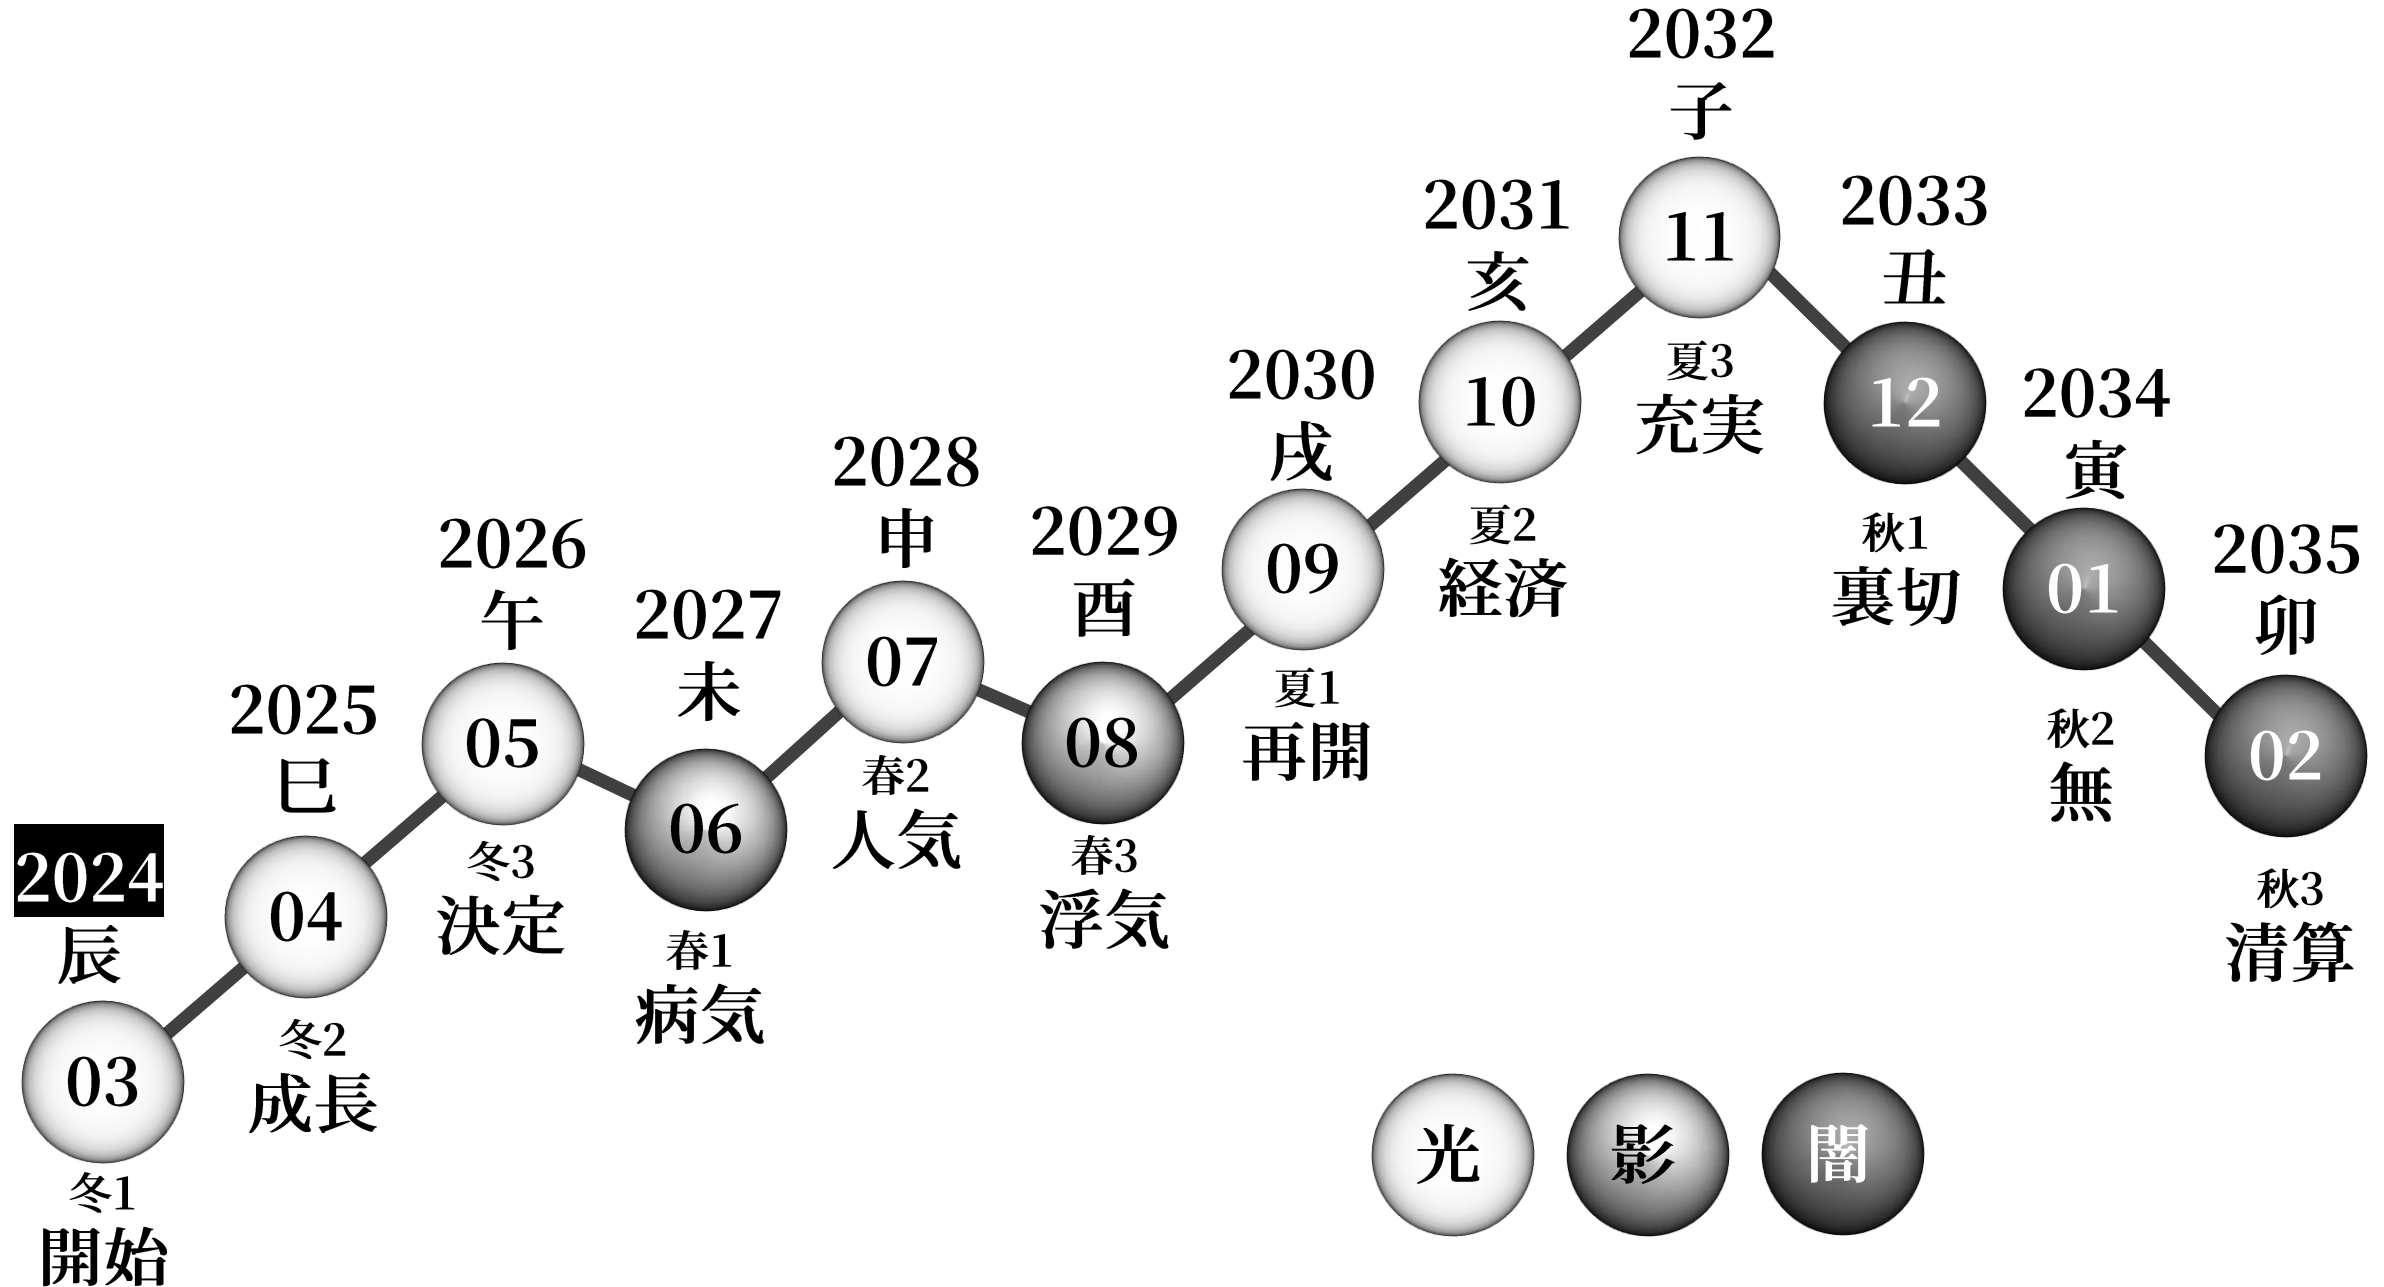 2024
辰
03
冬1
開始
2025
巳
04
冬2
成長
2026
午
05
冬3
決定
2027
未
06
春1
病気
2028
申
07
春2
人気
2029
酉
08
春3
浮気
2030
戌
09
夏1
再開
2031
亥
10
夏2
経済
2032
子
11
夏3
充実
2033
丑
12
秋1
裏切
2034
寅
01
秋2
無
2035
卯
02
秋3
清算
光
影
闇